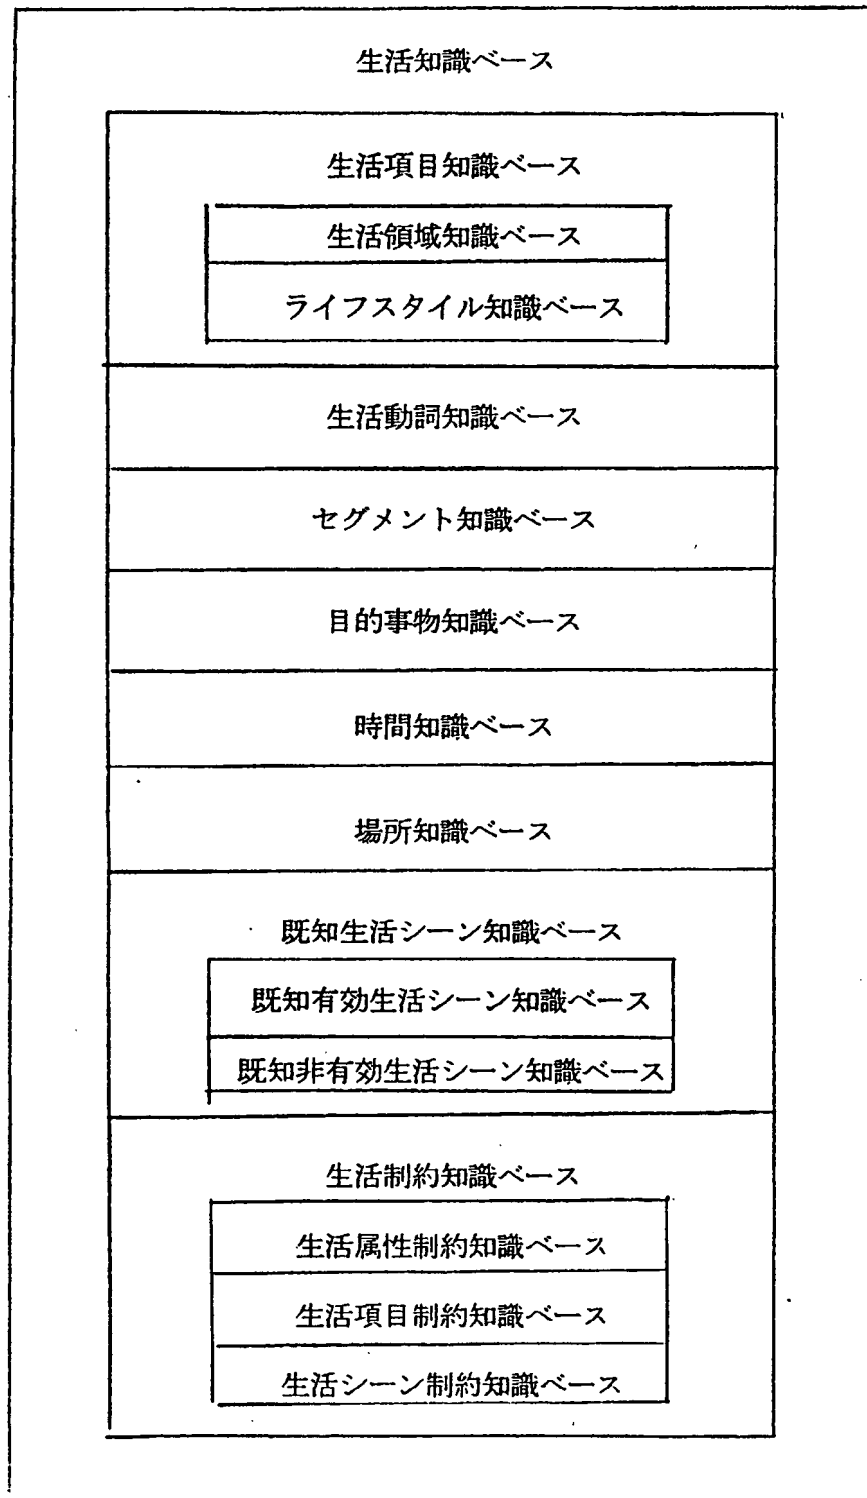 生活知識ベース
生活項目知識ベース
生活領域知識ベース
ライフスタイル知識ベース
生活動詞知識ベース
セグメント知識ベース
目的事物知識ベース
時間知識ベース
場所知識ベース
既知生活シーン知識ベース
既知有効生活シーン知識ベース
既知非有効生活シーン知識ベース
生活制約知識ベース
生活属性制約知識ベース
生活項目制約知識ベース
生活シーン制約知識ベース